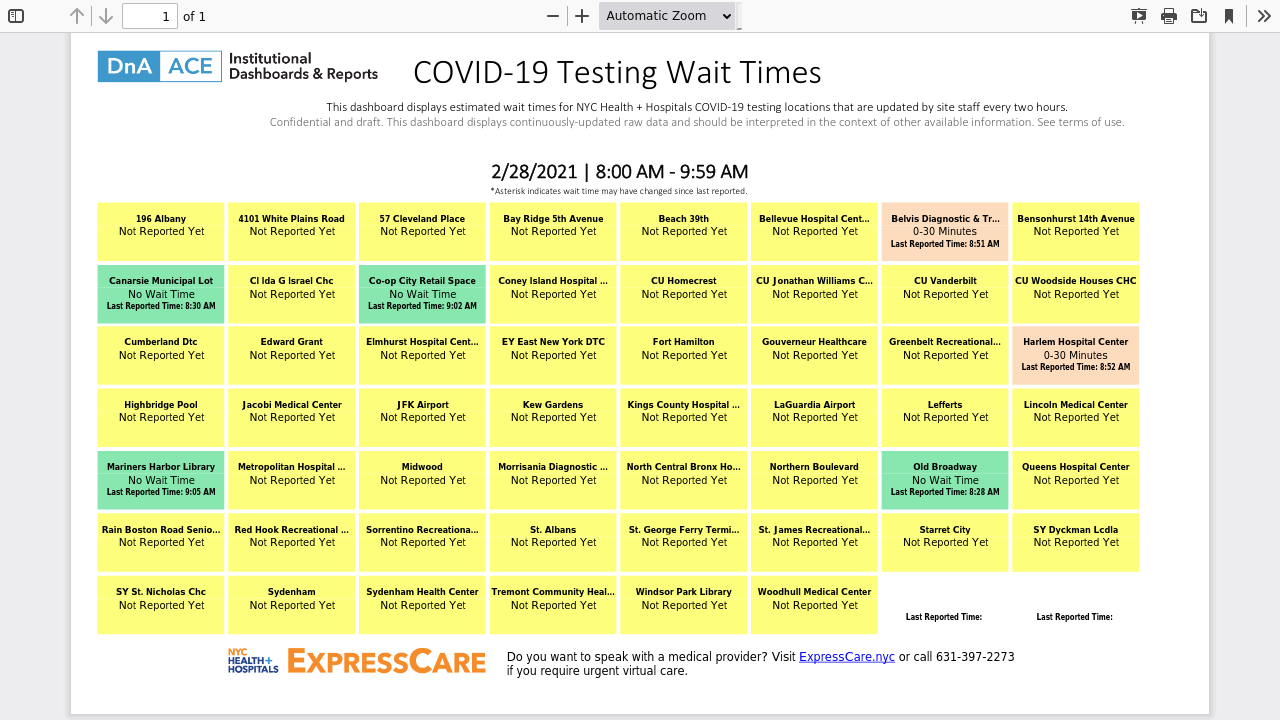 1 of 1 Automatic Zoom
DnA ACE Institutional
Dashboards & Reports
COVID-19 Testing Wait Times
This dashboard displays estimated wait times for NYC Health + Hospitals COVID-19 testing locations that are updated by site staff every two hours.
Confidential and draft. This dashboard displays continuously-updated raw data and should be interpreted in the context of other available information. See terms of use.
2/28/2021 | 8:00 AM - 9:59 AM
*Asterisk indicates wait time may have changed since last reported.
196 Albany
Not Reported Yet
4101 White Plains Road
Not Reported Yet
57 Cleveland Place
Not Reported Yet
Bay Ridge 5th Avenue
Not Reported Yet
Beach 39th
Not Reported Yet
Bellevue Hospital Cent...
Not Reported Yet
Belvis Diagnostic & Tr...
0-30 Minutes
Last Reported Time: 8:51 AM
Bensonhurst 14th Avenue
Not Reported Yet
Canarsie Municipal Lot
No Wait Time
Last Reported Time: 8:30 AM
Cl Ida G Israel Chc
Not Reported Yet
Co-op City Retail Space
No Wait Time
Last Reported Time: 9:02 AM
Coney Island Hospital ...
Not Reported Yet
CU Homecrest
Not Reported Yet
CU Jonathan Williams C...
Not Reported Yet
CU Vanderbilt
Not Reported Yet
CU Woodside Houses CHC
Not Reported Yet
Cumberland Dtc
Not Reported Yet
Edward Grant
Not Reported Yet
Elmhurst Hospital Cent...
Not Reported Yet
EY East New York DTC
Not Reported Yet
Fort Hamilton
Not Reported Yet
Gouverneur Healthcare
Not Reported Yet
Greenbelt Recreational...
Not Reported Yet
Harlem Hospital Center
0-30 Minutes
Last Reported Time: 8:52 AM
Highbridge Pool
Not Reported Yet
Jacobi Medical Center
Not Reported Yet
JFK Airport
Not Reported Yet
Kew Gardens
Not Reported Yet
Kings County Hospital ...
Not Reported Yet
LaGuardia Airport
Not Reported Yet
Lefferts
Not Reported Yet
Lincoln Medical Center
Not Reported Yet
Mariners Harbor Library
No Wait Time
Last Reported Time: 9:05 AM
Metropolitan Hospital ...
Not Reported Yet
Midwood
Not Reported Yet
Morrisania Diagnostic ...
Not Reported Yet
North Central Bronx Ho...
Not Reported Yet
Northern Boulevard
Not Reported Yet
Old Broadway
No Wait Time
Last Reported Time: 8:28 AM
Queens Hospital Center
Not Reported Yet
Rain Boston Road Senio...
Not Reported Yet
Red Hook Recreational ...
Not Reported Yet
Sorrentino Recreationa...
Not Reported Yet
St. Albans
Not Reported Yet
St. George Ferry Termi...
Not Reported Yet
St. James Recreational...
Not Reported Yet
Starret City
Not Reported Yet
SY Dyckman Lcdla
Not Reported Yet
SY St. Nicholas Chc
Not Reported Yet
Sydenham
Not Reported Yet
Sydenham Health Center
Not Reported Yet
Tremont Community Heal...
Not Reported Yet
Windsor Park Library
Not Reported Yet
Woodhull Medical Center
Not Reported Yet
Last Reported Time:
Last Reported Time:
NYC
HEALTH+
HOSPITALS
EXPRESSCARE
Do you want to speak with a medical provider? Visit ExpressCare.nyc or call 631-397-2273
if you require urgent virtual care.